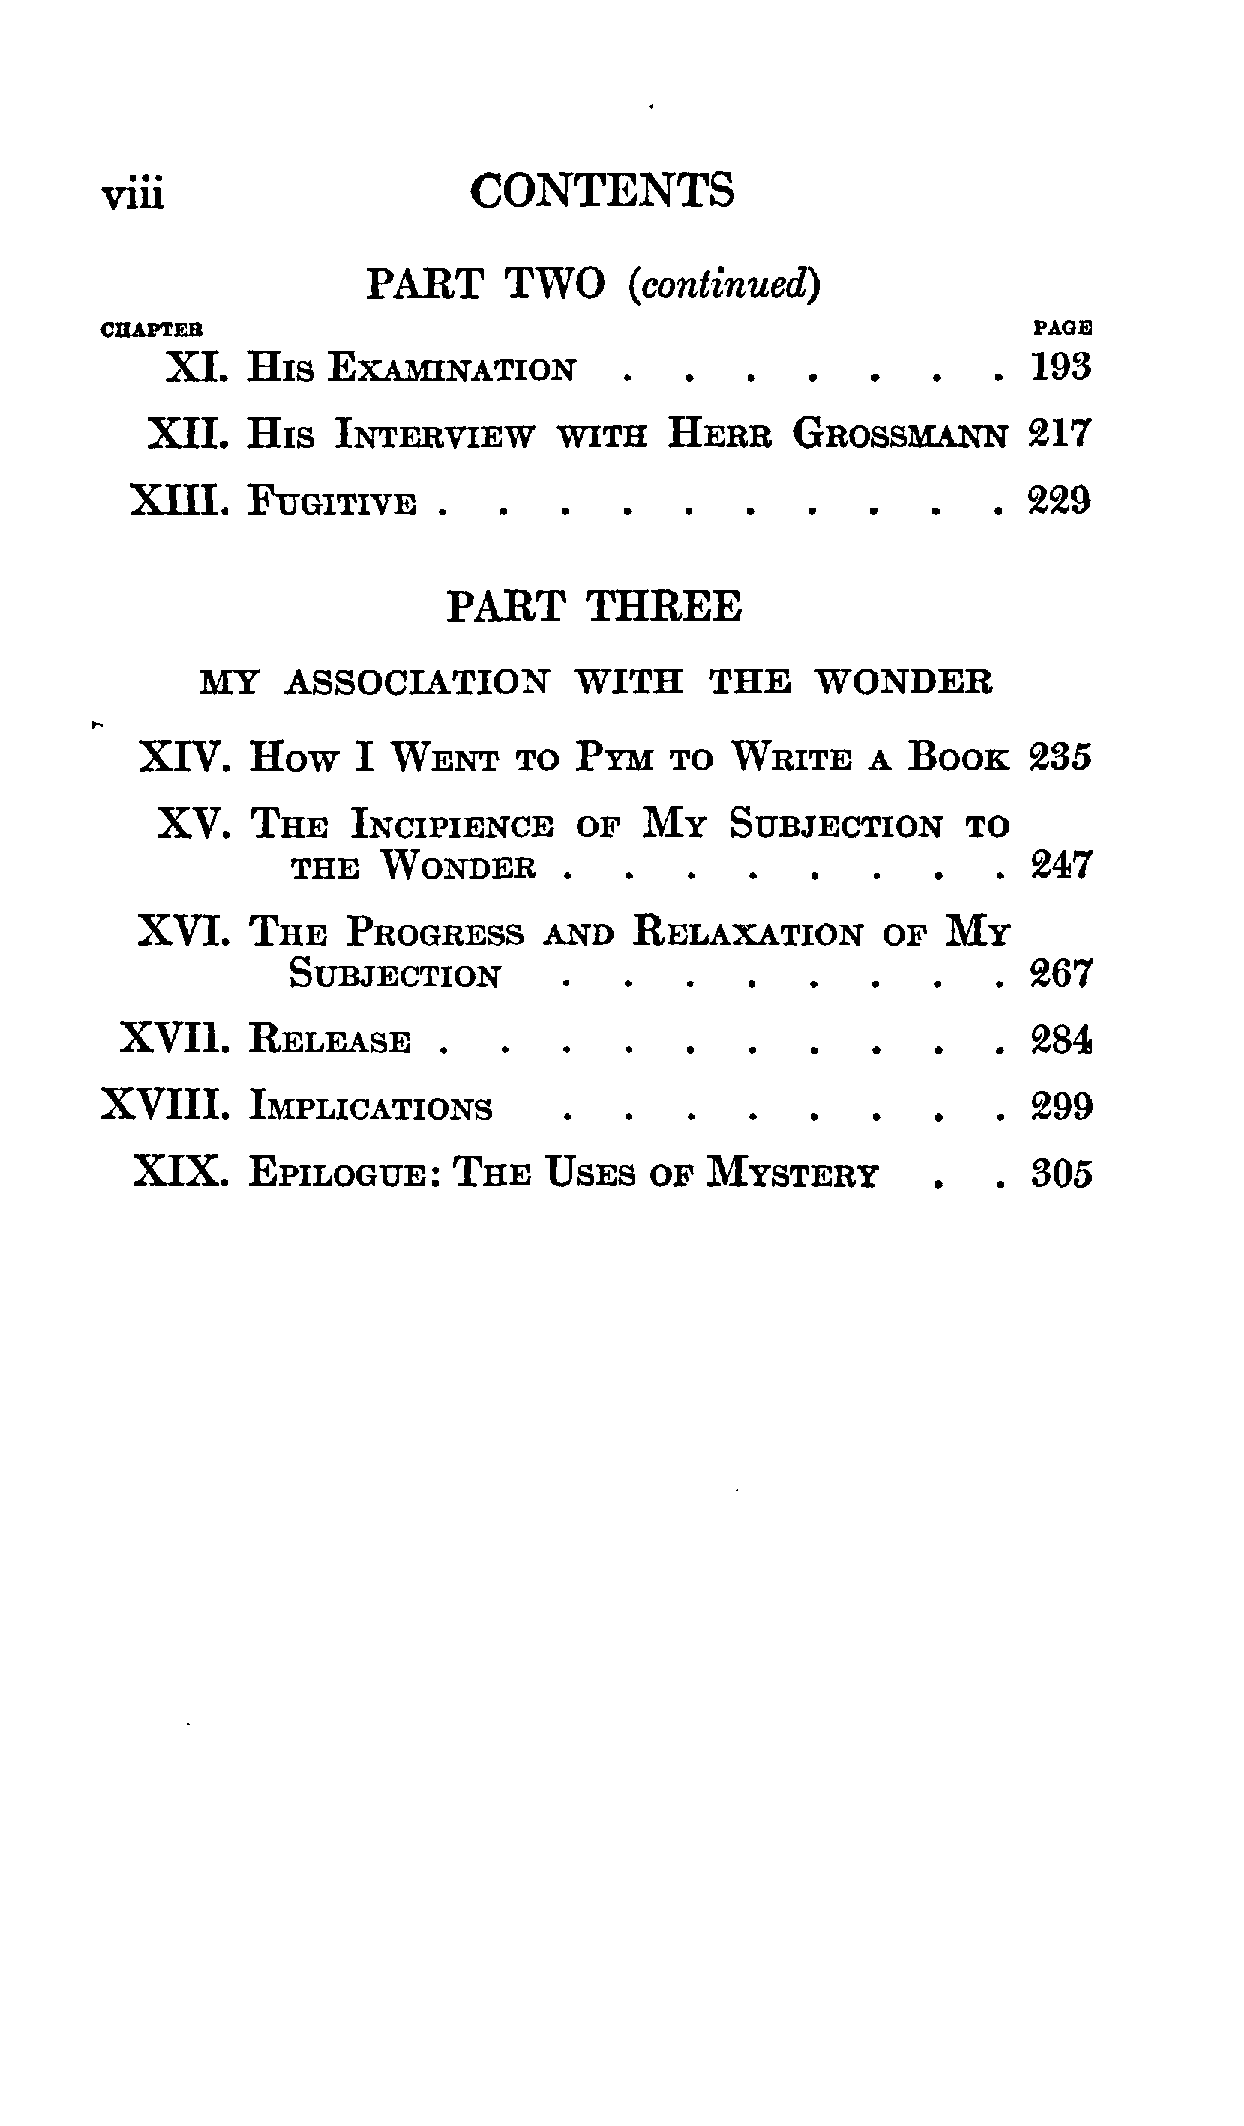 viii CONTENTS
PART TWO (continued)
CHAPTER PAGE
XI. His Examination . . . . . . . 193
XII. His Interview with Herr Grossmann 217
XIII. Fugitive . . . . . . . . . . 229
PART THREE
MY ASSOCIATION WITH THE WONDER
XIV. How I Went to Pym to Write a Book 235
XV. The Incipience of My Subjection to
the Wonder . . . . . . . . 247
XVI. The Progress and Relaxation of My
Subjection . . . . . . . . 267
XVII. Release . . . . . . . . . . 284
XVIII. Implications . . . . . . . . 299
XIX. Epilogue: The Uses of Mystery . . 305